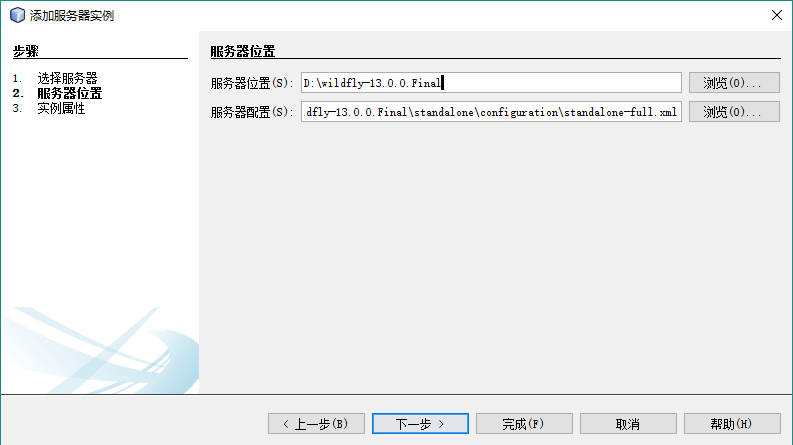 添加服务器实例
步骤
1. 选择服务器
2. 服务器位置
3. 实例属性
服务器位置
服务器位置(S): D:\wildfly-13.0.0.Final 浏览(O)...
服务器配置(S): .dfly-13.0.0.Final\standalone\configuration\standalone-full.xml 浏览(O)...
< 上一步(B) 下一步 > 完成(F) 取消 帮助(H)